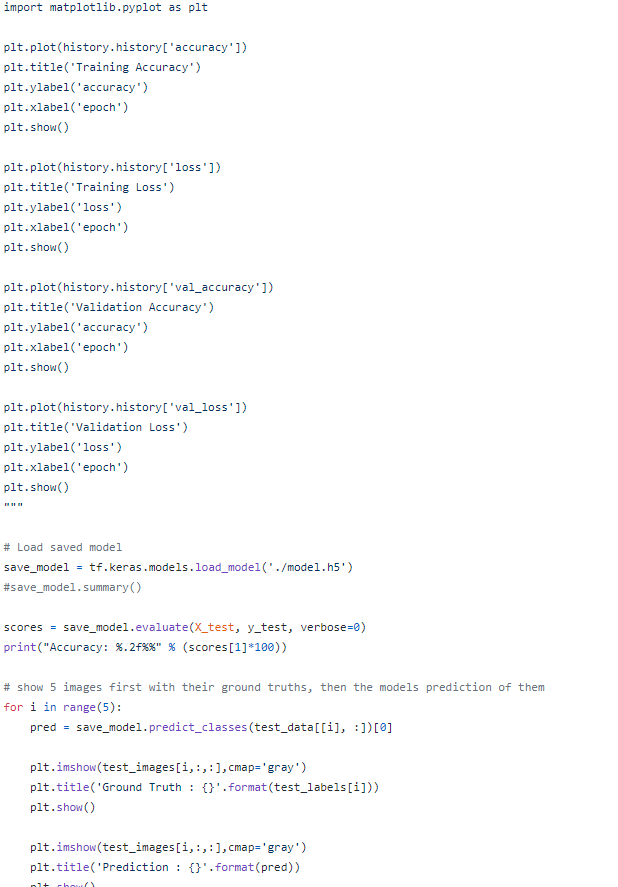 import matplotlib.pyplot as plt

plt.plot(history.history['accuracy'])
plt.title('Training Accuracy')
plt.ylabel('accuracy')
plt.xlabel('epoch')
plt.show()

plt.plot(history.history['loss'])
plt.title('Training Loss')
plt.ylabel('loss')
plt.xlabel('epoch')
plt.show()

plt.plot(history.history['val_accuracy'])
plt.title('Validation Accuracy')
plt.ylabel('accuracy')
plt.xlabel('epoch')
plt.show()

plt.plot(history.history['val_loss'])
plt.title('Validation Loss')
plt.ylabel('loss')
plt.xlabel('epoch')
plt.show()
"""

# Load saved model
save_model = tf.keras.models.load_model('./model.h5')
#save_model.summary()

scores = save_model.evaluate(X_test, y_test, verbose=0)
print("Accuracy: %.2f%%" % (scores[1]*100))

# show 5 images first with their ground truths, then the models prediction of them
for i in range(5):
    pred = save_model.predict_classes(test_data[[i], :])[0]

    plt.imshow(test_images[i,:,:],cmap='gray')
    plt.title('Ground Truth : {}'.format(test_labels[i]))
    plt.show()

    plt.imshow(test_images[i,:,:],cmap='gray')
    plt.title('Prediction : {}'.format(pred))
    plt.show()